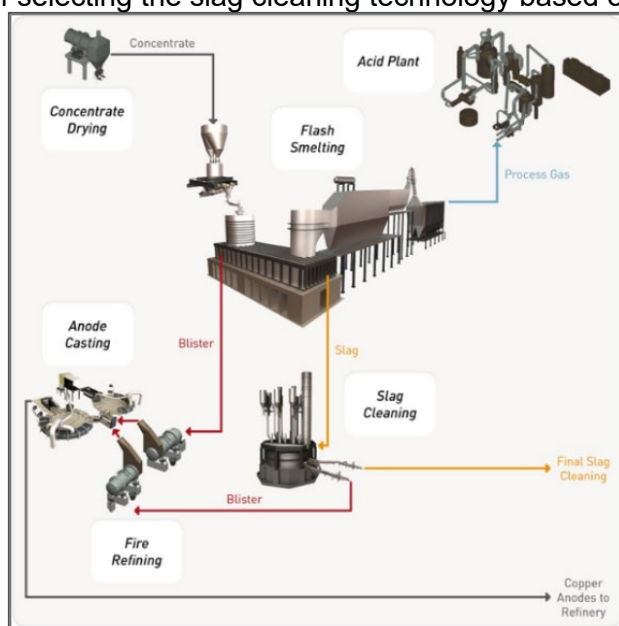 selecting the slag cleaning technology based
Concentrate
Acid Plant
Concentrate
Drying
Flash
Smelting
Process Gas
Anode
Casting
Blister
Slag
Slag
Cleaning
Final Slag
Cleaning
Blister
Fire
Refining
Copper
Anodes to
Refinery